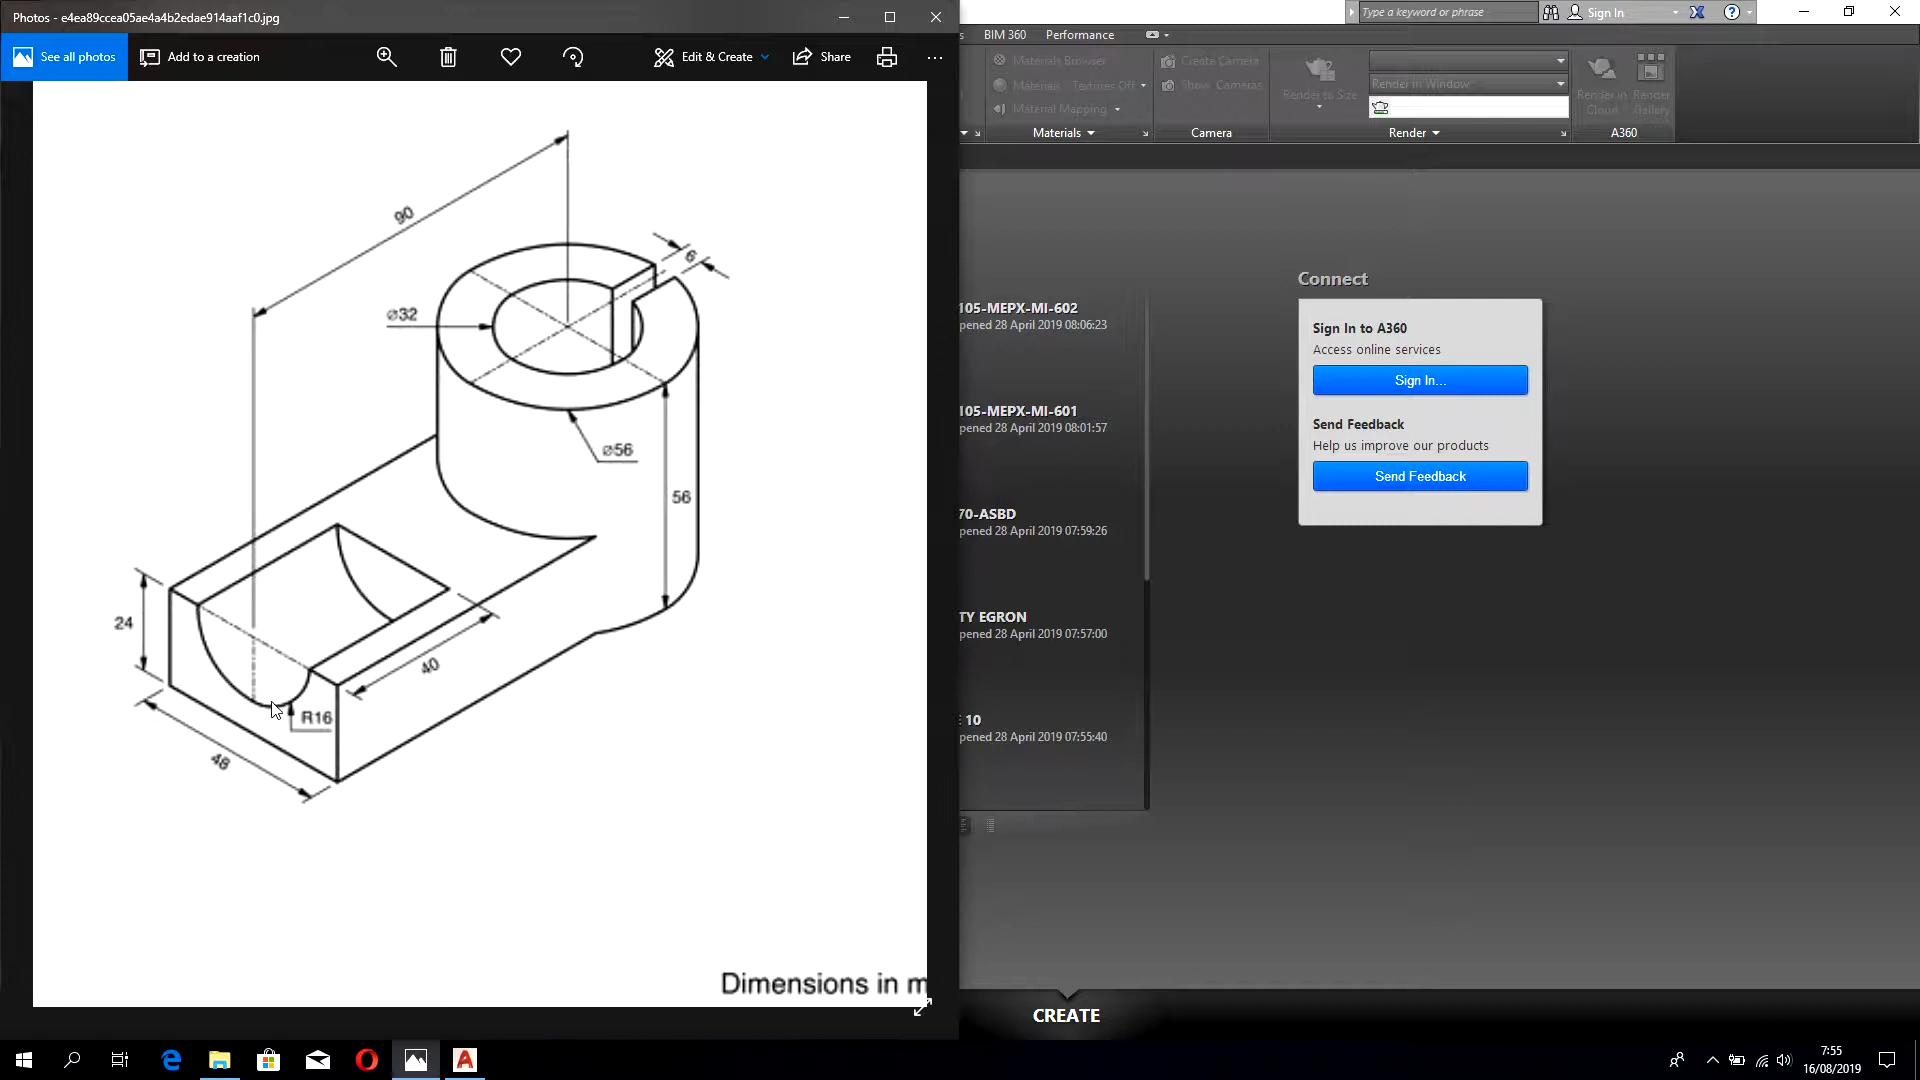 Photos - e4ea89ccea05ae4a4b2edae914aaf1c0.jpg
See all photos
Add to a creation
Edit & Create
Share
90
6
⌀32
⌀56
56
24
40
R16
48
Dimensions in m
Type a keyword or phrase
Sign In
BIM 360
Performance
Materials Browser
Materials / Textures Off
Material Mapping
Materials
Create Camera
Show Cameras
Camera
Render to Size
Render in Window
Render
Render in Cloud
Render Gallery
A360
105-MEPX-MI-602
pened 28 April 2019 08:06:23
105-MEPX-MI-601
pened 28 April 2019 08:01:57
70-ASBD
pened 28 April 2019 07:59:26
TY EGRON
pened 28 April 2019 07:57:00
E 10
pened 28 April 2019 07:55:40
Connect
Sign In to A360
Access online services
Sign In...
Send Feedback
Help us improve our products
Send Feedback
CREATE
7:55
16/08/2019